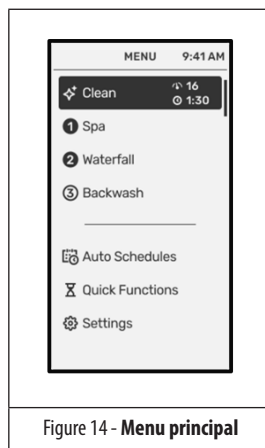 MENU 9:41 AM
Clean 16
1:30
1 Spa
2 Waterfall
3 Backwash
Auto Schedules
Quick Functions
Settings
Figure 14 - Menu principal